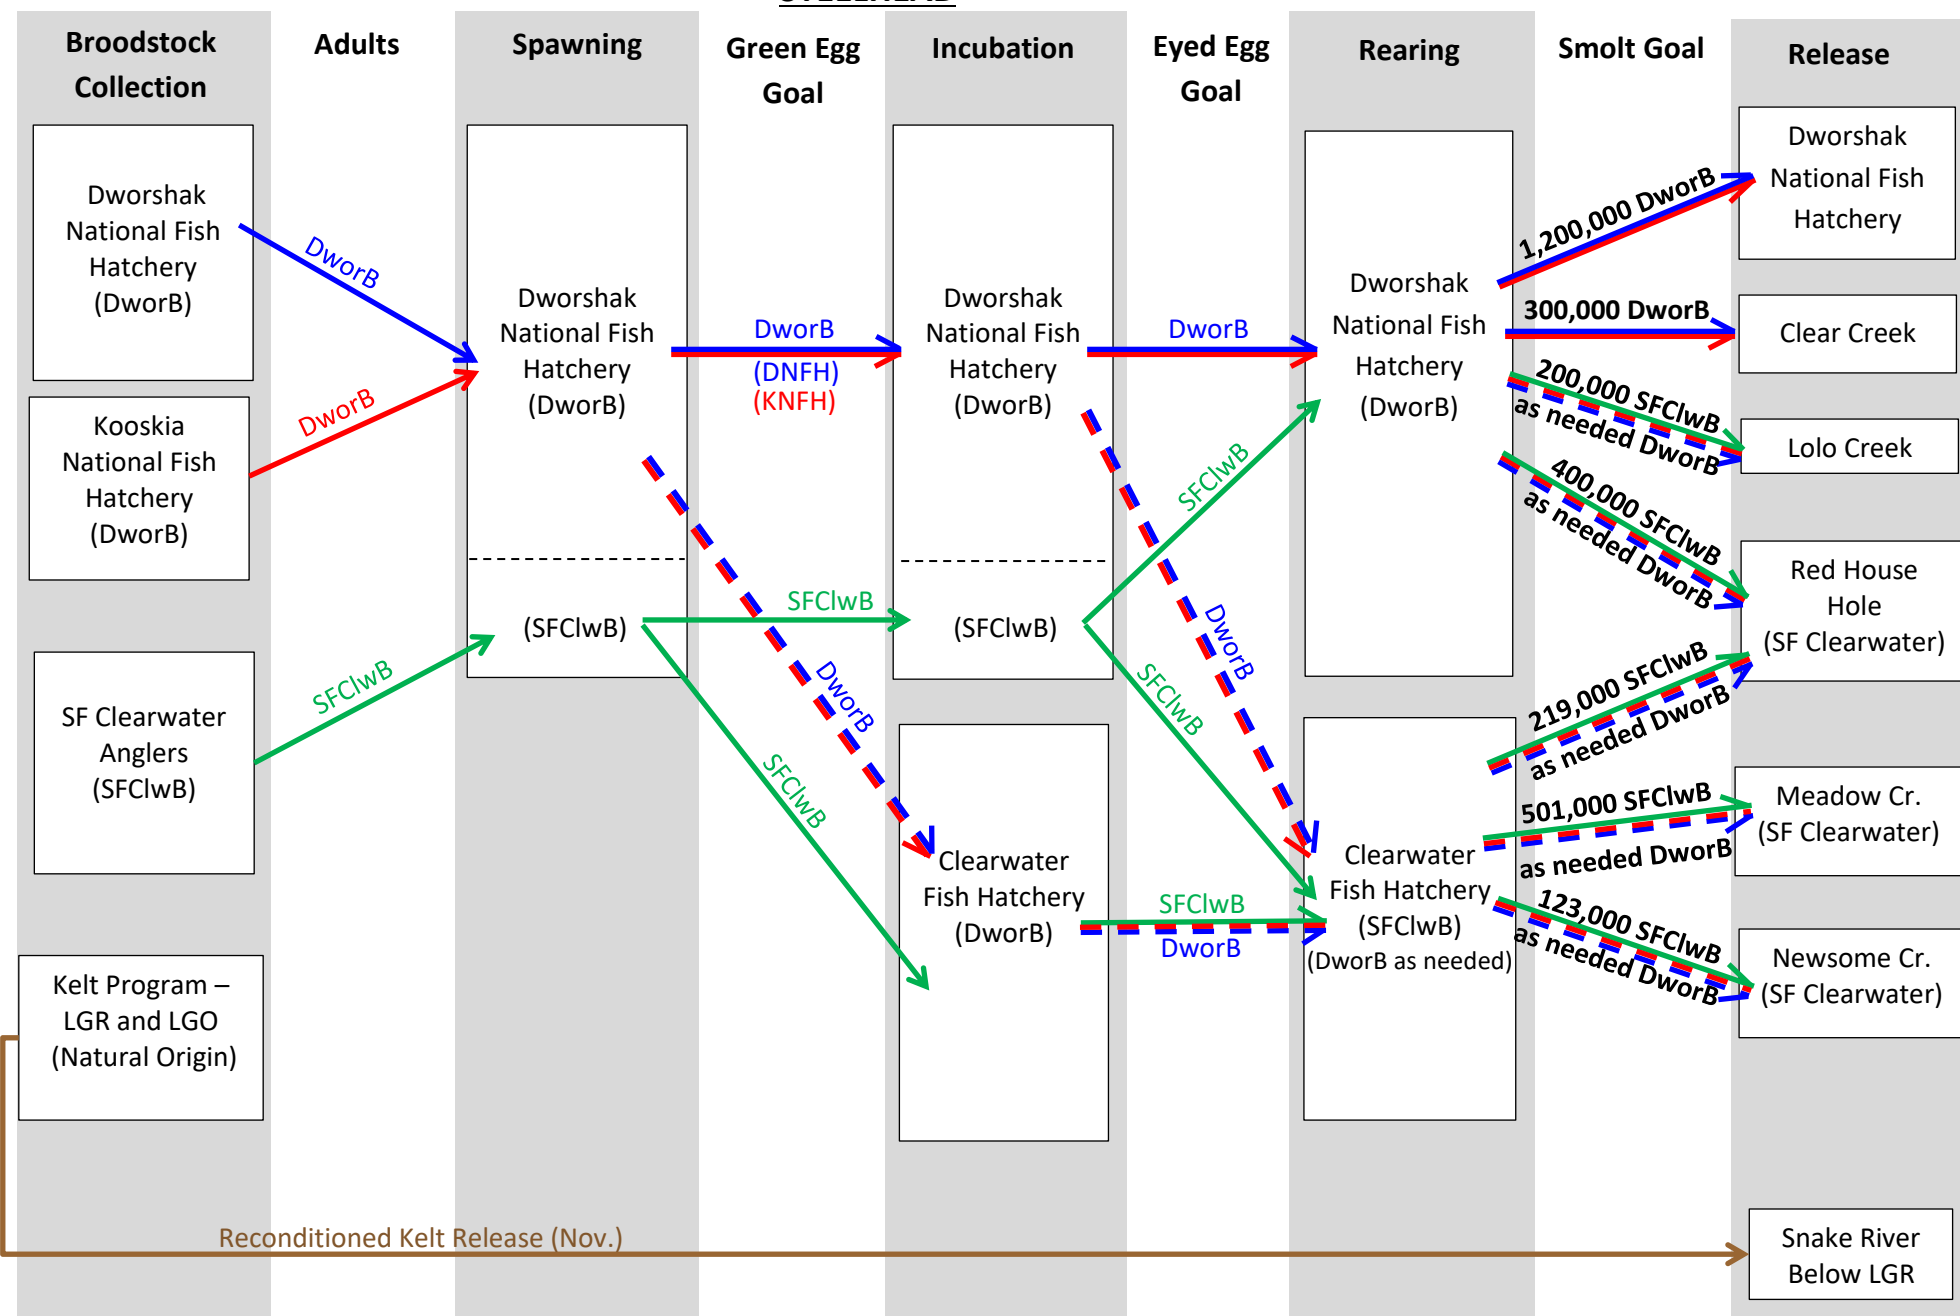 STEELHEAD
Broodstock
Collection
Adults
Spawning
Green Egg
Goal
Incubation
Eyed Egg
Goal
Rearing
Smolt Goal
Release
Dworshak
National Fish
Hatchery
(DworB)
Kooskia
National Fish
Hatchery
(DworB)
SF Clearwater
Anglers
(SFClwB)
Kelt Program –
LGR and LGO
(Natural Origin)
DworB
DworB
SFClwB
Dworshak
National Fish
Hatchery
(DworB)
(SFClwB)
DworB
(DNFH)
(KNFH)
SFClwB
DworB
SFClwB
Dworshak
National Fish
Hatchery
(DworB)
(SFClwB)
Clearwater
Fish Hatchery
(DworB)
DworB
SFClwB
DworB
SFClwB
SFClwB
DworB
Dworshak
National Fish
Hatchery
(DworB)
Clearwater
Fish Hatchery
(SFClwB)
(DworB as needed)
1,200,000 DworB
300,000 DworB
200,000 SFClwB
as needed DworB
400,000 SFClwB
as needed DworB
219,000 SFClwB
as needed DworB
501,000 SFClwB
as needed DworB
123,000 SFClwB
as needed DworB
Dworshak
National Fish
Hatchery
Clear Creek
Lolo Creek
Red House
Hole
(SF Clearwater)
Meadow Cr.
(SF Clearwater)
Newsome Cr.
(SF Clearwater)
Reconditioned Kelt Release (Nov.)
Snake River
Below LGR